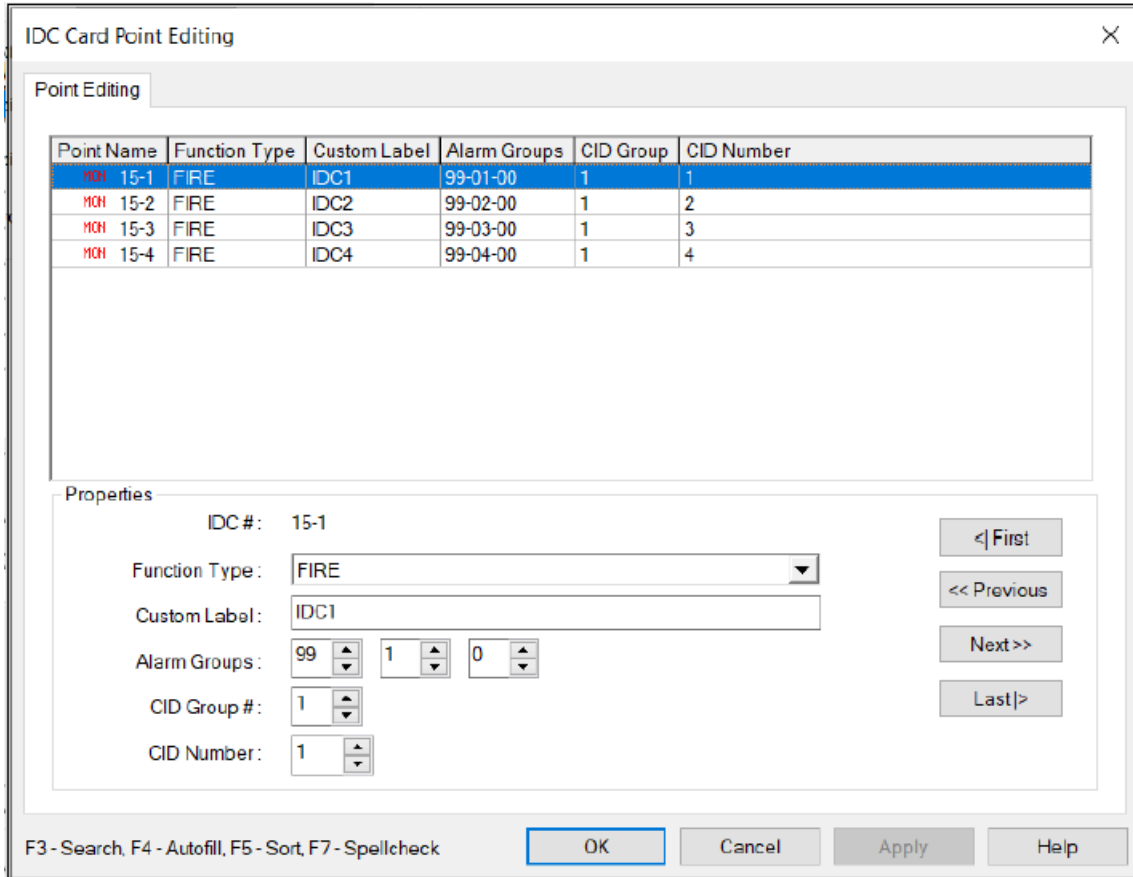 IDC Card Point Editing
Point Editing
Point Name Function Type Custom Label Alarm Groups CID Group CID Number
MON 15-1 FIRE IDC1 99-01-00 1 1
MON 15-2 FIRE IDC2 99-02-00 1 2
MON 15-3 FIRE IDC3 99-03-00 1 3
MON 15-4 FIRE IDC4 99-04-00 1 4
Properties
IDC #: 15-1
<| First
Function Type: FIRE
<< Previous
Custom Label: IDC1
Alarm Groups: 99 1 0
Next >>
CID Group #: 1
Last |>
CID Number: 1
F3 - Search, F4 - Autofill, F5 - Sort, F7 - Spellcheck OK Cancel Apply Help